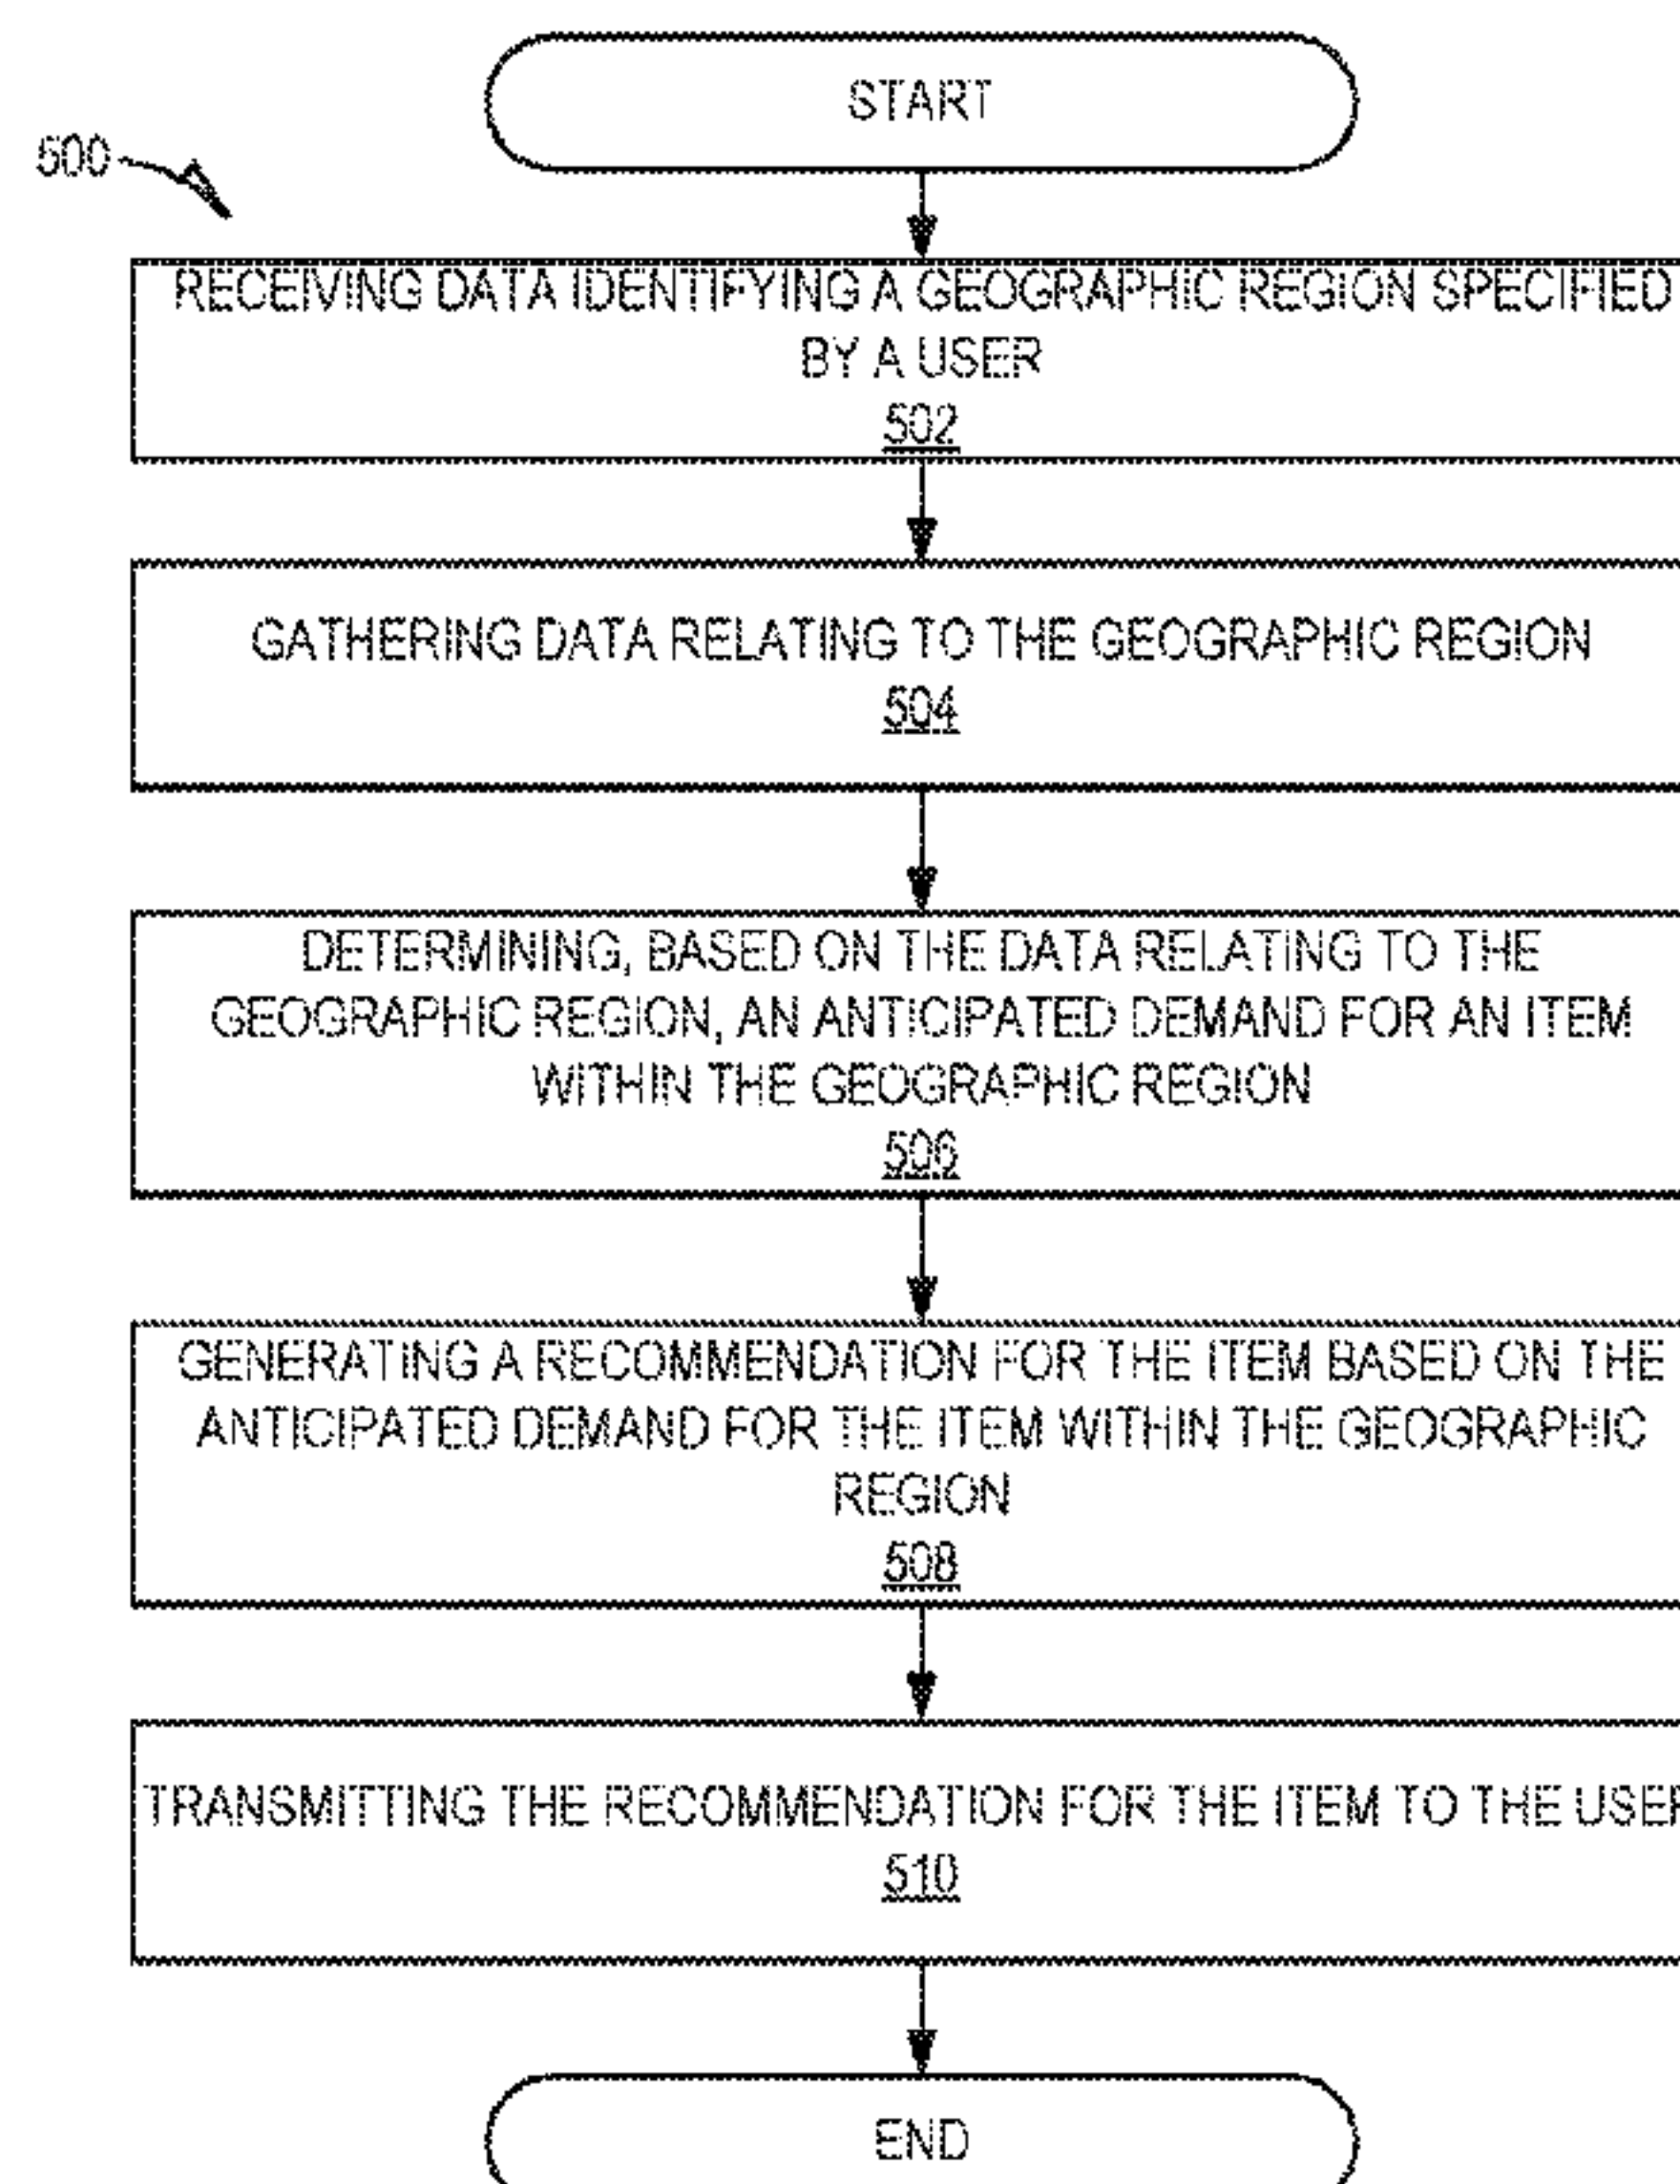 START
500
RECEIVING DATA IDENTIFYING A GEOGRAPHIC REGION SPECIFIED
BY A USER
502
GATHERING DATA RELATING TO THE GEOGRAPHIC REGION
504
DETERMINING, BASED ON THE DATA RELATING TO THE
GEOGRAPHIC REGION, AN ANTICIPATED DEMAND FOR AN ITEM
WITHIN THE GEOGRAPHIC REGION
506
GENERATING A RECOMMENDATION FOR THE ITEM BASED ON THE
ANTICIPATED DEMAND FOR THE ITEM WITHIN THE GEOGRAPHIC
REGION
508
TRANSMITTING THE RECOMMENDATION FOR THE ITEM TO THE USER
510
END